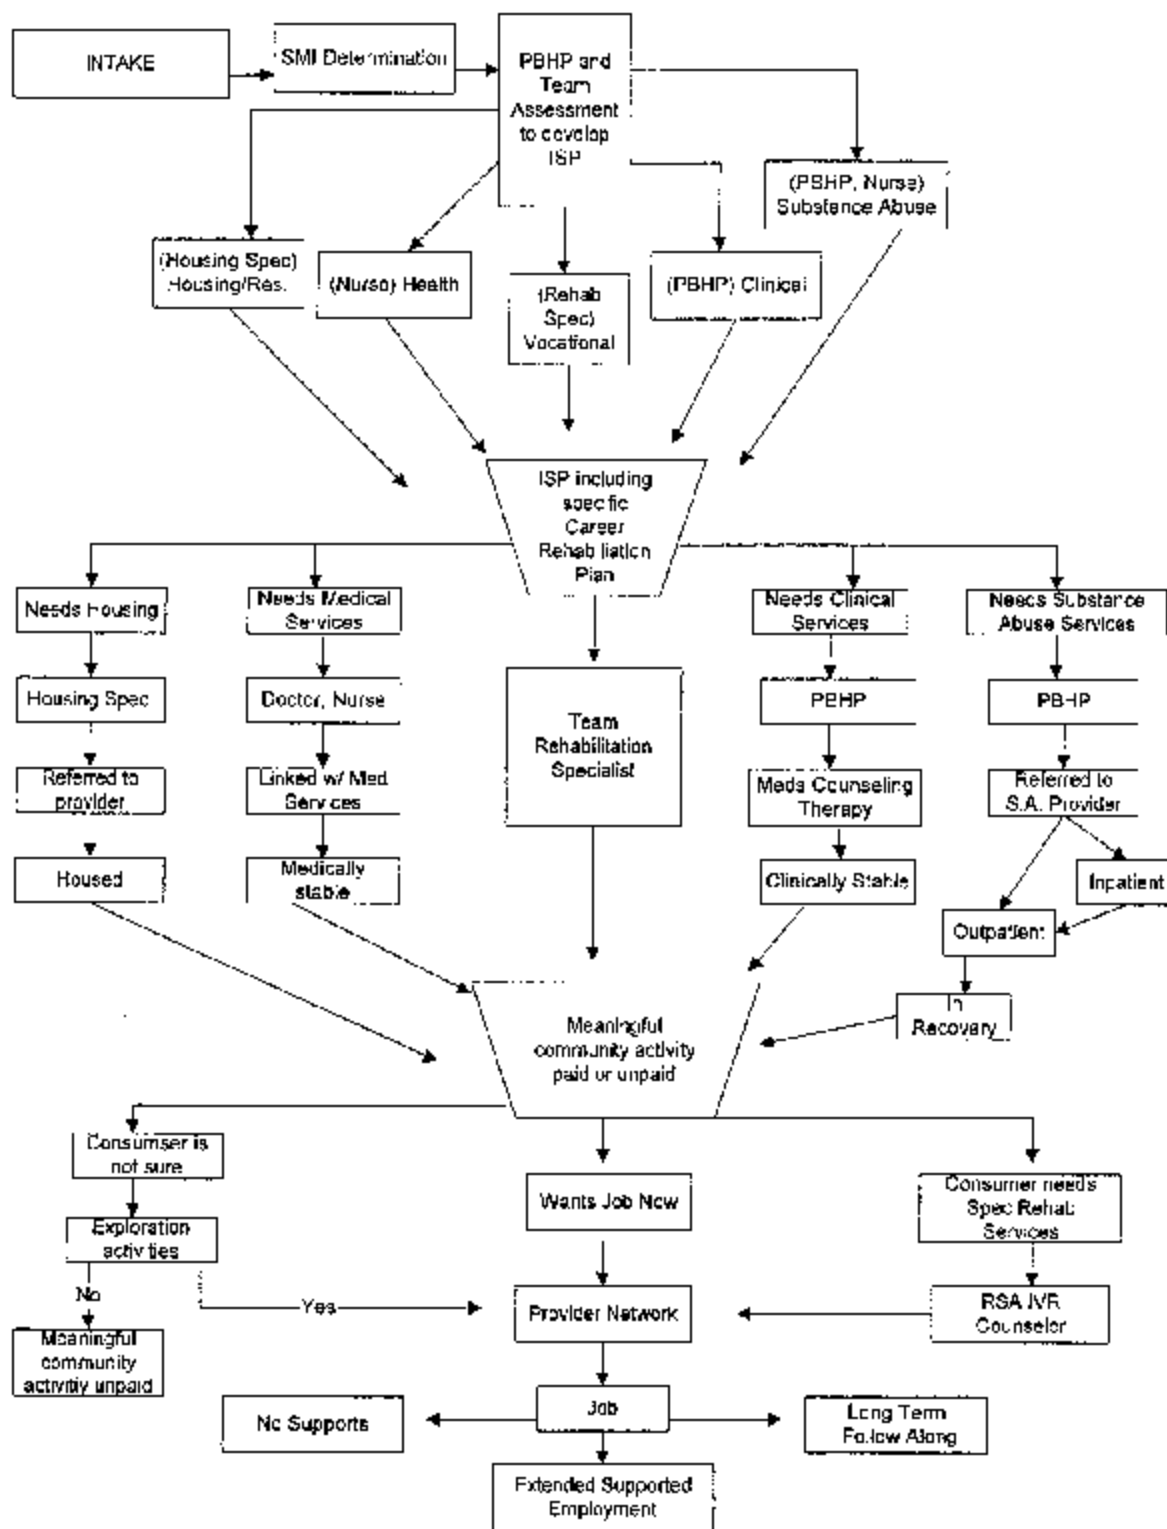 INTAKE
SMI Determination
PBHP and
Team
Assessment
to develop
ISP
(Housing Spec)
Housing/Res.
(Nurse) Health
(Rehab
Spec)
Vocational
(PBHP) Clinical
(PBHP, Nurse)
Substance Abuse
ISP including
specific
Career
Rehabiliation
Plan
Needs Housing
Needs Medical
Services
Needs Clinical
Services
Needs Substance
Abuse Services
Housing Spec
Doctor, Nurse
Team
Rehabilitation
Specialist
PBHP
PBHP
Referred to
provider
Linked w/ Med.
Services
Meds Counseling
Therapy
Referred to
S.A. Provider
Housed
Medically
stable
Clinically Stable
Inpatient
Outpatient
In
Recovery
Meaningful
community activity
paid or unpaid
Consumser is
not sure
Wants Job Now
Consumer needs
Spec Rehab
Services
Exploration
activities
No
Yes
Provider Network
RSA /VR
Counselor
Meaningful
community
activitiy unpaid
No Supports
Job
Long Term
Follow Along
Extended Supported
Employment